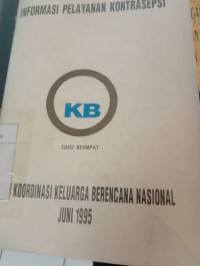 INFORMASI PELAYANAN KONTRASEPSI
KB
EDISI KEEMPAT
KOORDINASI KELUARGA BERENCANA NASIONAL
JUNI 1995